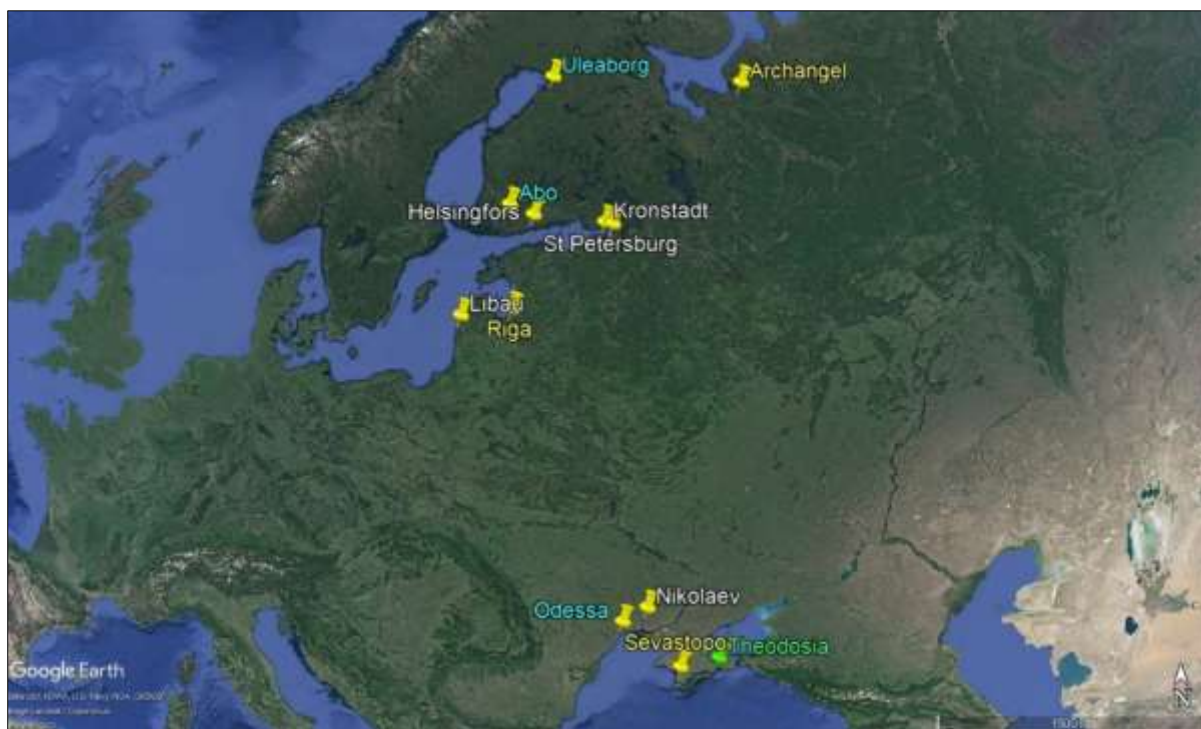 Uleaborg
Archangel
Abo
Helsingfors
Kronstadt
St Petersburg
Libau
Riga
Nikolaev
Odessa
Sevastopo
Theodosia
Google Earth